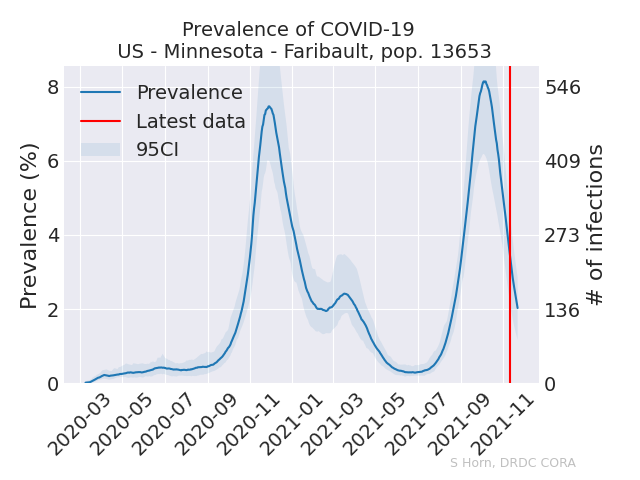 Prevalence of COVID-19
US - Minnesota - Faribault, pop. 13653
Prevalence
Latest data
95CI
Prevalence (%)
8
6
4
2
0
546
409
273
136
0
# of infections
2020-03
2020-05
2020-07
2020-09
2020-11
2021-01
2021-03
2021-05
2021-07
2021-09
2021-11
S Horn, DRDC CORA